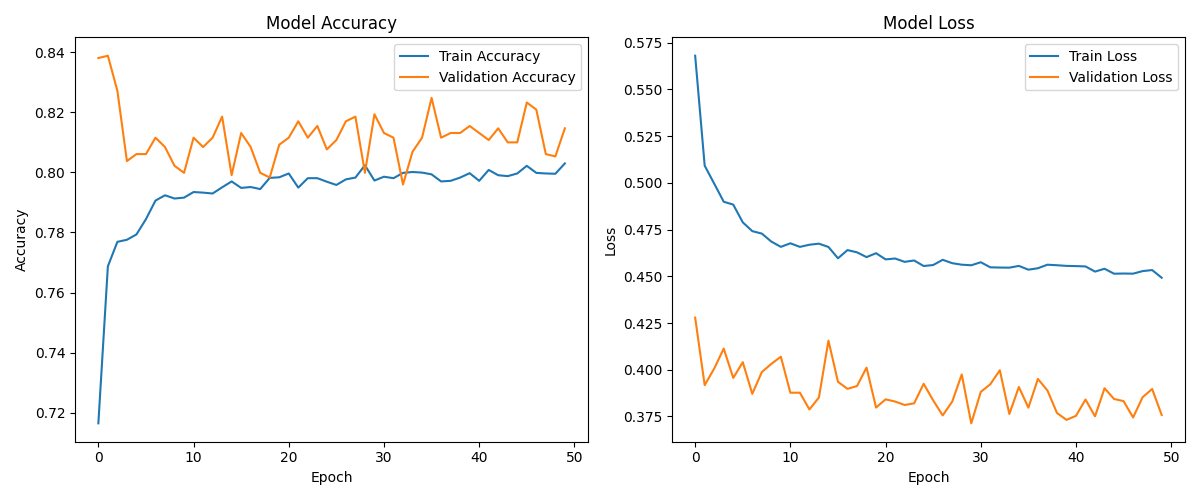 Model Accuracy
Accuracy
0.84
0.82
0.80
0.78
0.76
0.74
0.72
Train Accuracy
Validation Accuracy
0 10 20 30 40 50
Epoch
Model Loss
Loss
0.575
0.550
0.525
0.500
0.475
0.450
0.425
0.400
0.375
Train Loss
Validation Loss
0 10 20 30 40 50
Epoch